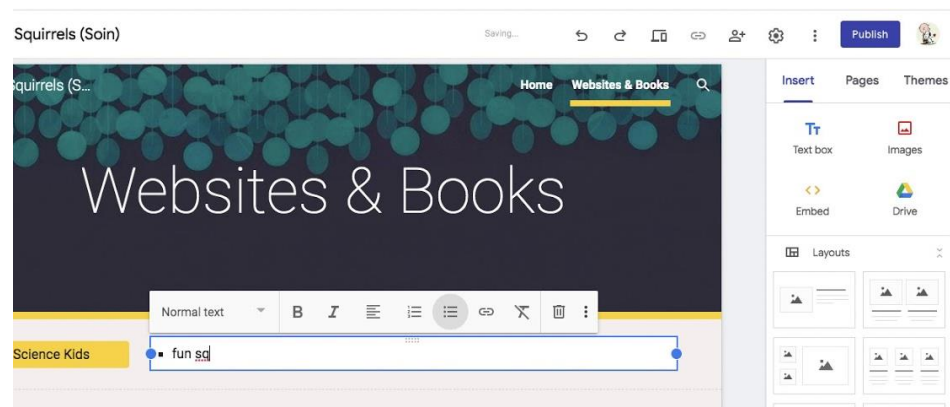 Squirrels (Soin)
Saving...
Publish
quirrels (S...
Home Websites & Books
Insert Pages Themes
Text box Images
Websites & Books
Embed Drive
Layouts
Normal text B I
Science Kids
fun sq